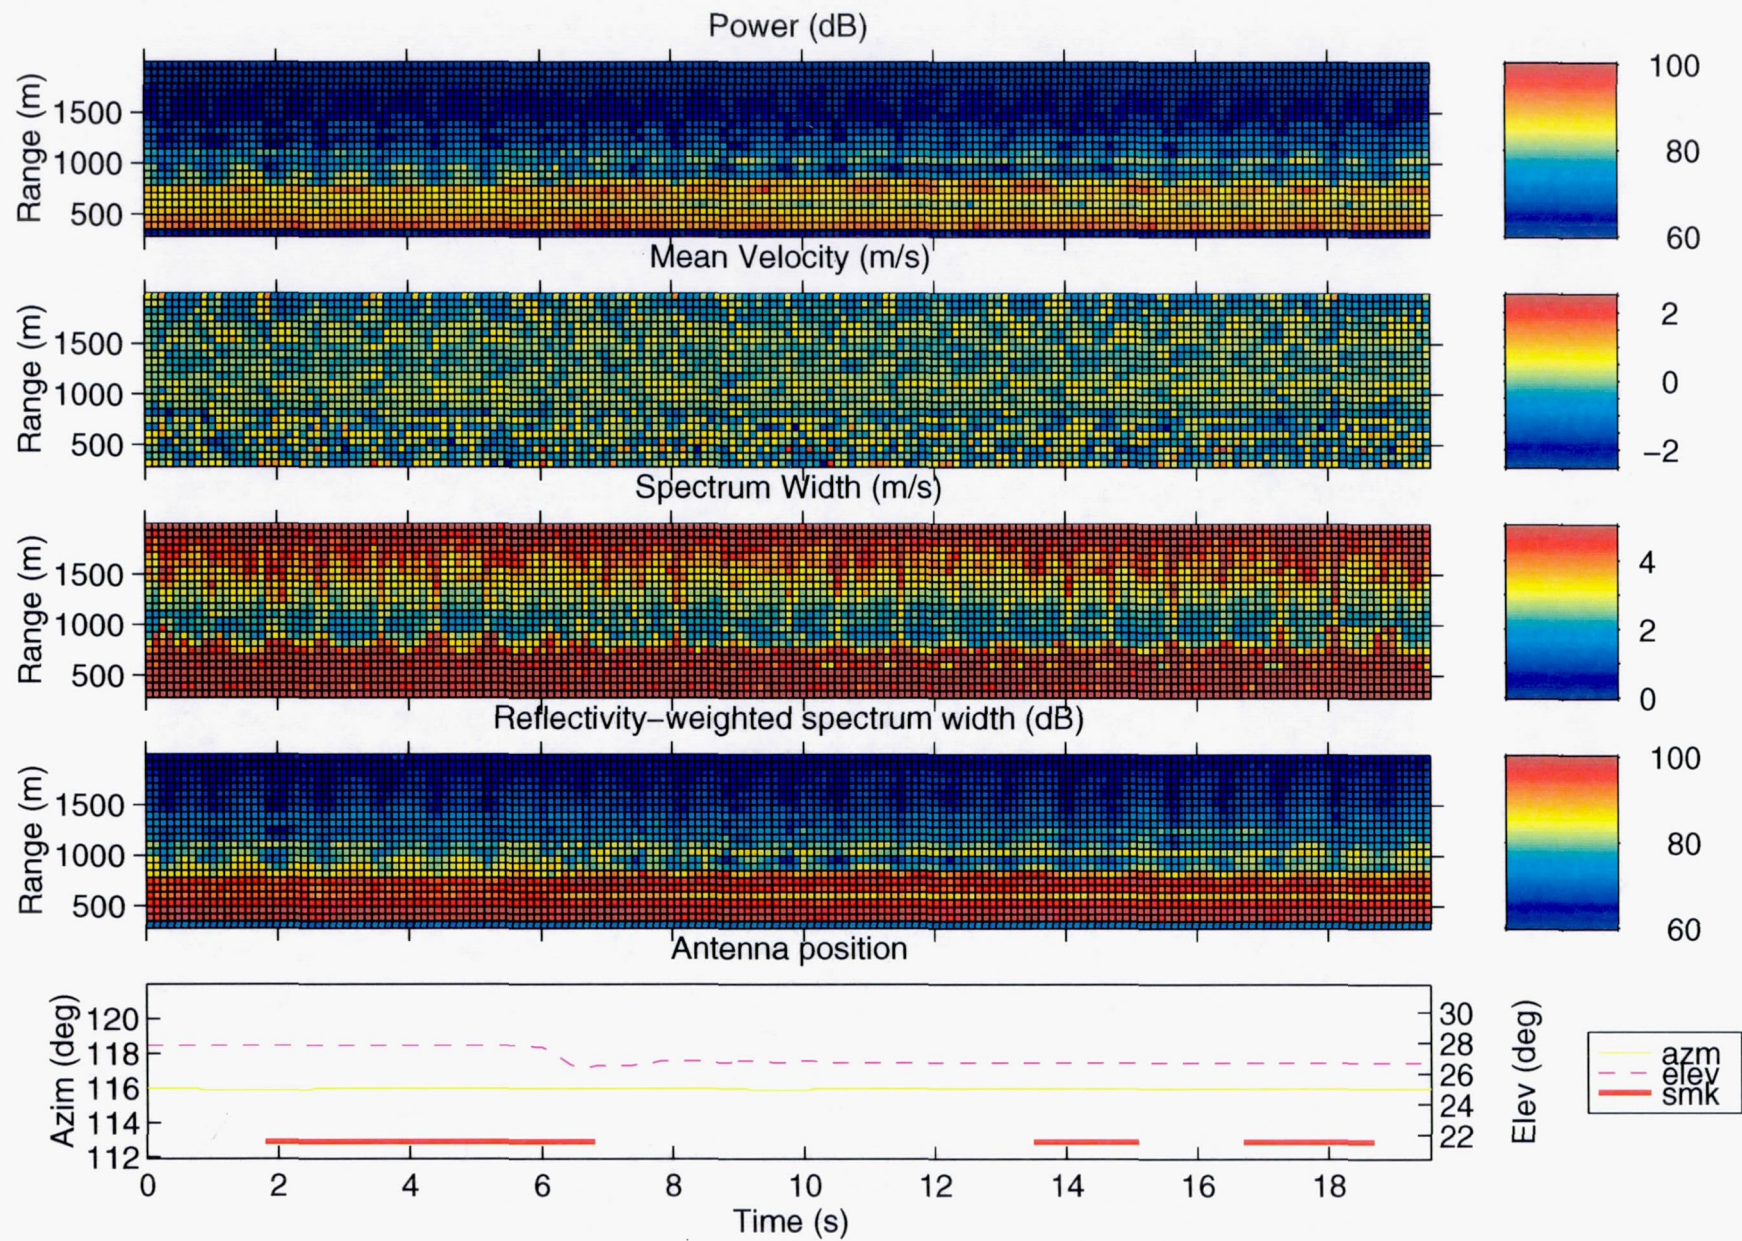 Power (dB)
Range (m)
1500
1000
500
100
80
60
Mean Velocity (m/s)
Range (m)
1500
1000
500
2
0
−2
Spectrum Width (m/s)
Range (m)
1500
1000
500
4
2
0
Reflectivity−weighted spectrum width (dB)
Range (m)
1500
1000
500
100
80
60
Antenna position
Azim (deg)
120
118
116
114
112
30
28
26
24
22
Elev (deg)
azm
elev
smk
0 2 4 6 8 10 12 14 16 18
Time (s)